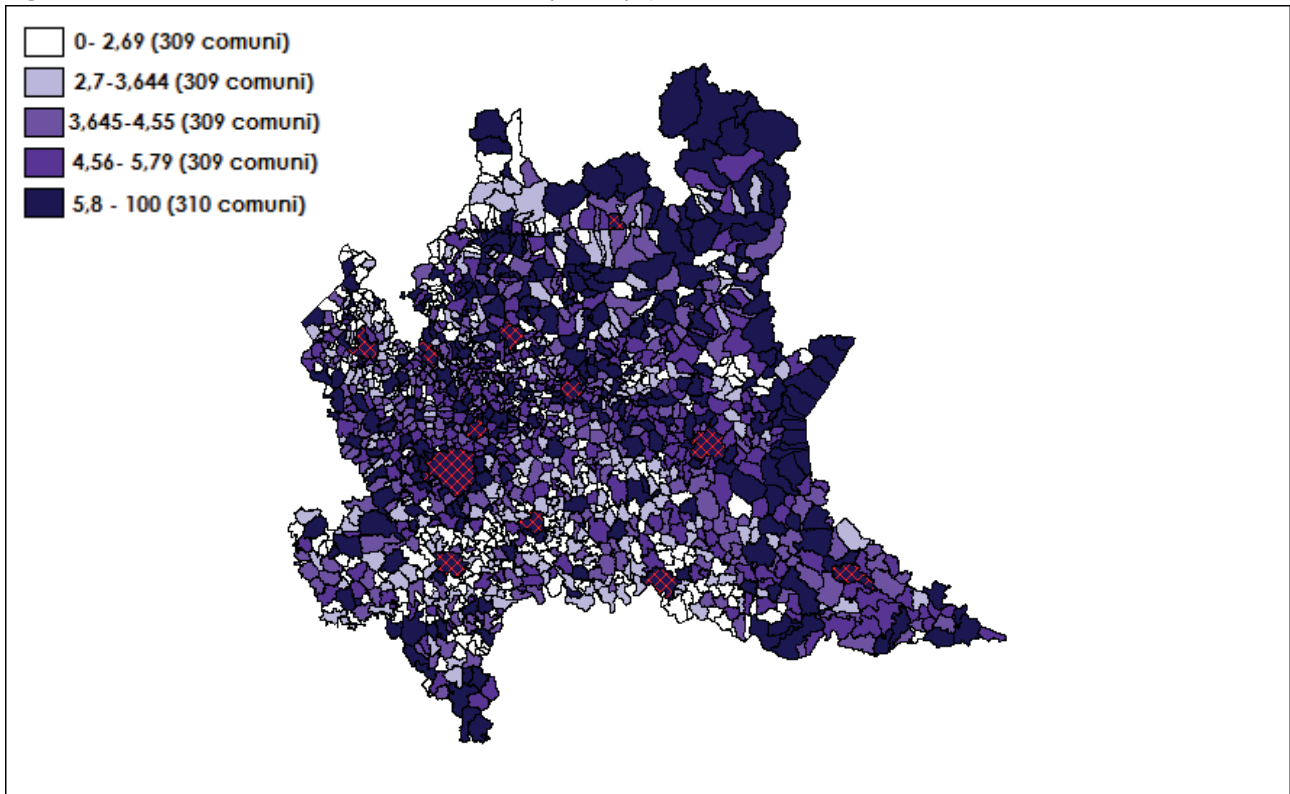 0- 2,69 (309 comuni)
2,7-3,644 (309 comuni)
3,645-4,55 (309 comuni)
4,56- 5,79 (309 comuni)
5,8 - 100 (310 comuni)